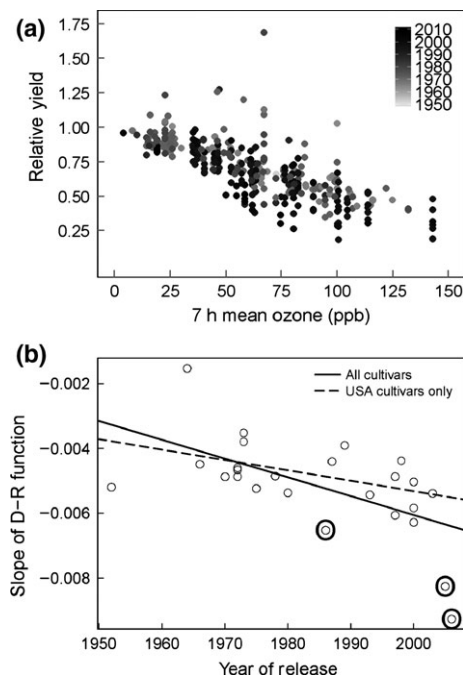 (a)
1.75
1.50
1.25
1.00
0.75
0.50
0.25
Relative yield
2010
2000
1990
1980
1970
1960
1950
0 25 50 75 100 125 150
7 h mean ozone (ppb)
(b)
−0.002
−0.004
−0.006
−0.008
Slope of D−R function
All cultivars
USA cultivars only
1950 1960 1970 1980 1990 2000
Year of release